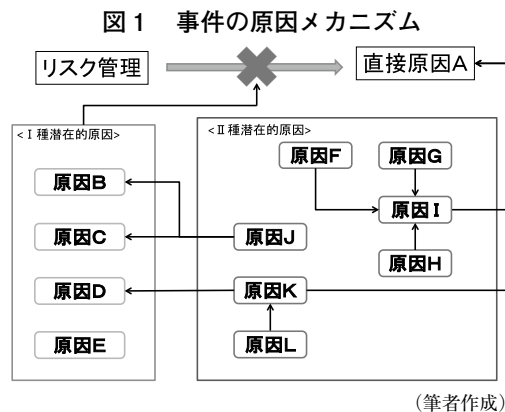 図1 事件の原因メカニズム
リスク管理
直接原因A
<Ⅰ種潜在的原因>
<Ⅱ種潜在的原因>
原因B
原因C
原因D
原因E
原因F
原因G
原因I
原因H
原因J
原因K
原因L
(筆者作成)